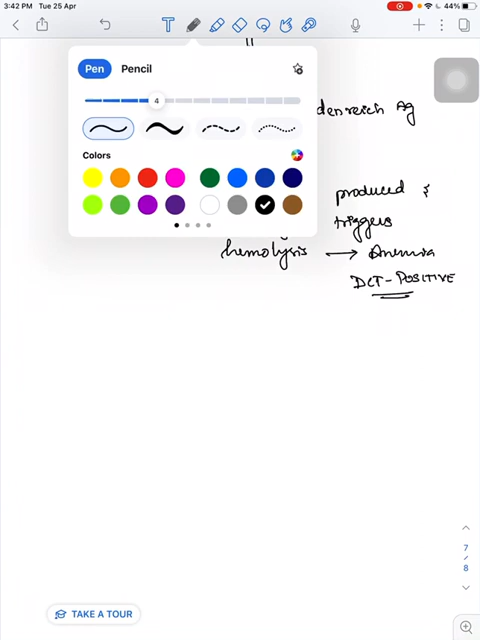 3:42 PM Tue 25 Apr 44%
Pen Pencil
4
Colors
denreich Ag
produced &
triggers
hemolysis → Anemia
DCT-POSITIVE
7
/
8
TAKE A TOUR